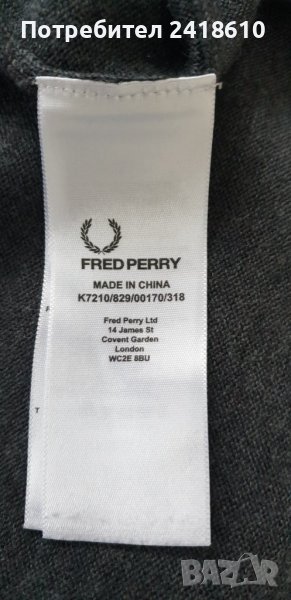 Потребител 2418610
FRED PERRY
MADE IN CHINA
K7210/829/00170/318
Fred Perry Ltd
14 James St
Covent Garden
London
WC2E 8BU
T
BAZAR